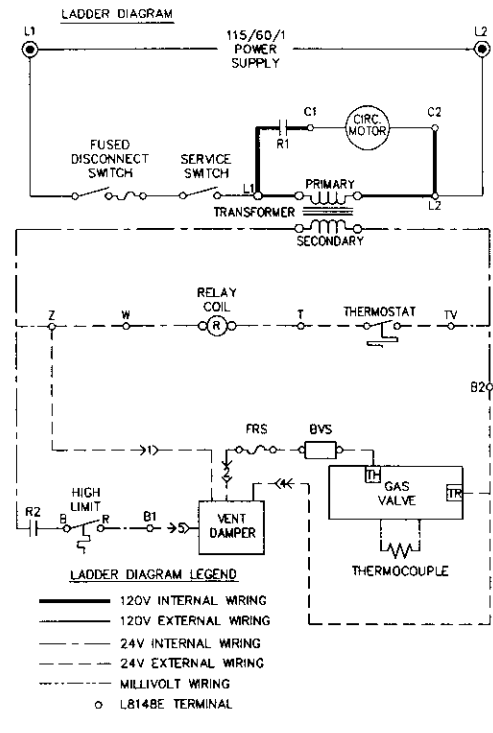 LADDER DIAGRAM
L1
L2
115/60/1
POWER
SUPPLY
C1
CIRC.
MOTOR
C2
R1
FUSED
DISCONNECT
SWITCH
SERVICE
SWITCH
L1
PRIMARY
L2
TRANSFORMER
SECONDARY
RELAY
COIL
Z
W
R
T
THERMOSTAT
TV
B2
FRS
BVS
1
2
4
TH
GAS
VALVE
TR
HIGH
LIMIT
R2
B
R
B1
5
VENT
DAMPER
THERMOCOUPLE
LADDER DIAGRAM LEGEND
120V INTERNAL WIRING
120V EXTERNAL WIRING
24V INTERNAL WIRING
24V EXTERNAL WIRING
MILLIVOLT WIRING
L8148E TERMINAL